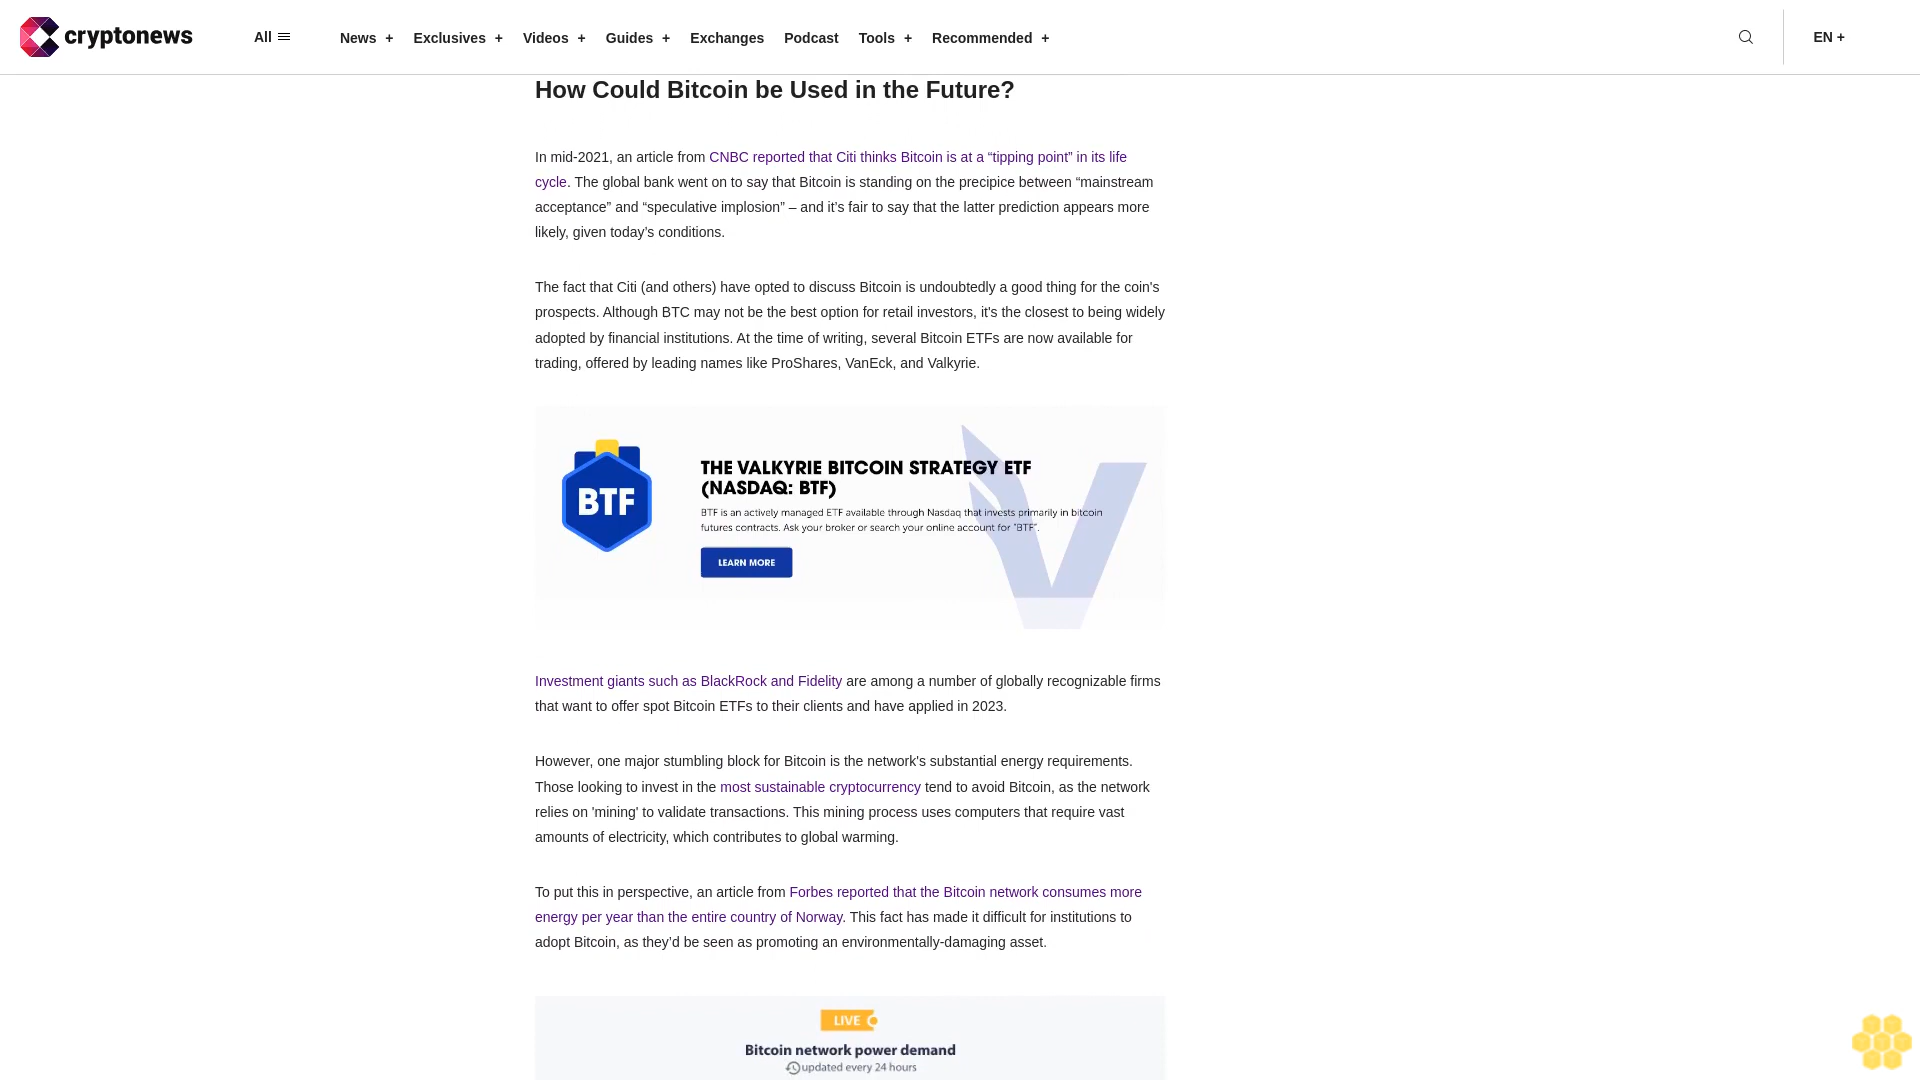 cryptonews
All
News +
Exclusives +
Videos +
Guides +
Exchanges
Podcast
Tools +
Recommended +
EN +
How Could Bitcoin be Used in the Future?
In mid-2021, an article from CNBC reported that Citi thinks Bitcoin is at a “tipping point” in its life
cycle. The global bank went on to say that Bitcoin is standing on the precipice between “mainstream
acceptance” and “speculative implosion” – and it’s fair to say that the latter prediction appears more
likely, given today’s conditions.
The fact that Citi (and others) have opted to discuss Bitcoin is undoubtedly a good thing for the coin's
prospects. Although BTC may not be the best option for retail investors, it's the closest to being widely
adopted by financial institutions. At the time of writing, several Bitcoin ETFs are now available for
trading, offered by leading names like ProShares, VanEck, and Valkyrie.
BTF
THE VALKYRIE BITCOIN STRATEGY ETF
(NASDAQ: BTF)
BTF is an actively managed ETF available through Nasdaq that invests primarily in bitcoin
futures contracts. Ask your broker or search your online account for "BTF".
LEARN MORE
Investment giants such as BlackRock and Fidelity are among a number of globally recognizable firms
that want to offer spot Bitcoin ETFs to their clients and have applied in 2023.
However, one major stumbling block for Bitcoin is the network's substantial energy requirements.
Those looking to invest in the most sustainable cryptocurrency tend to avoid Bitcoin, as the network
relies on 'mining' to validate transactions. This mining process uses computers that require vast
amounts of electricity, which contributes to global warming.
To put this in perspective, an article from Forbes reported that the Bitcoin network consumes more
energy per year than the entire country of Norway. This fact has made it difficult for institutions to
adopt Bitcoin, as they’d be seen as promoting an environmentally-damaging asset.
LIVE
Bitcoin network power demand
updated every 24 hours